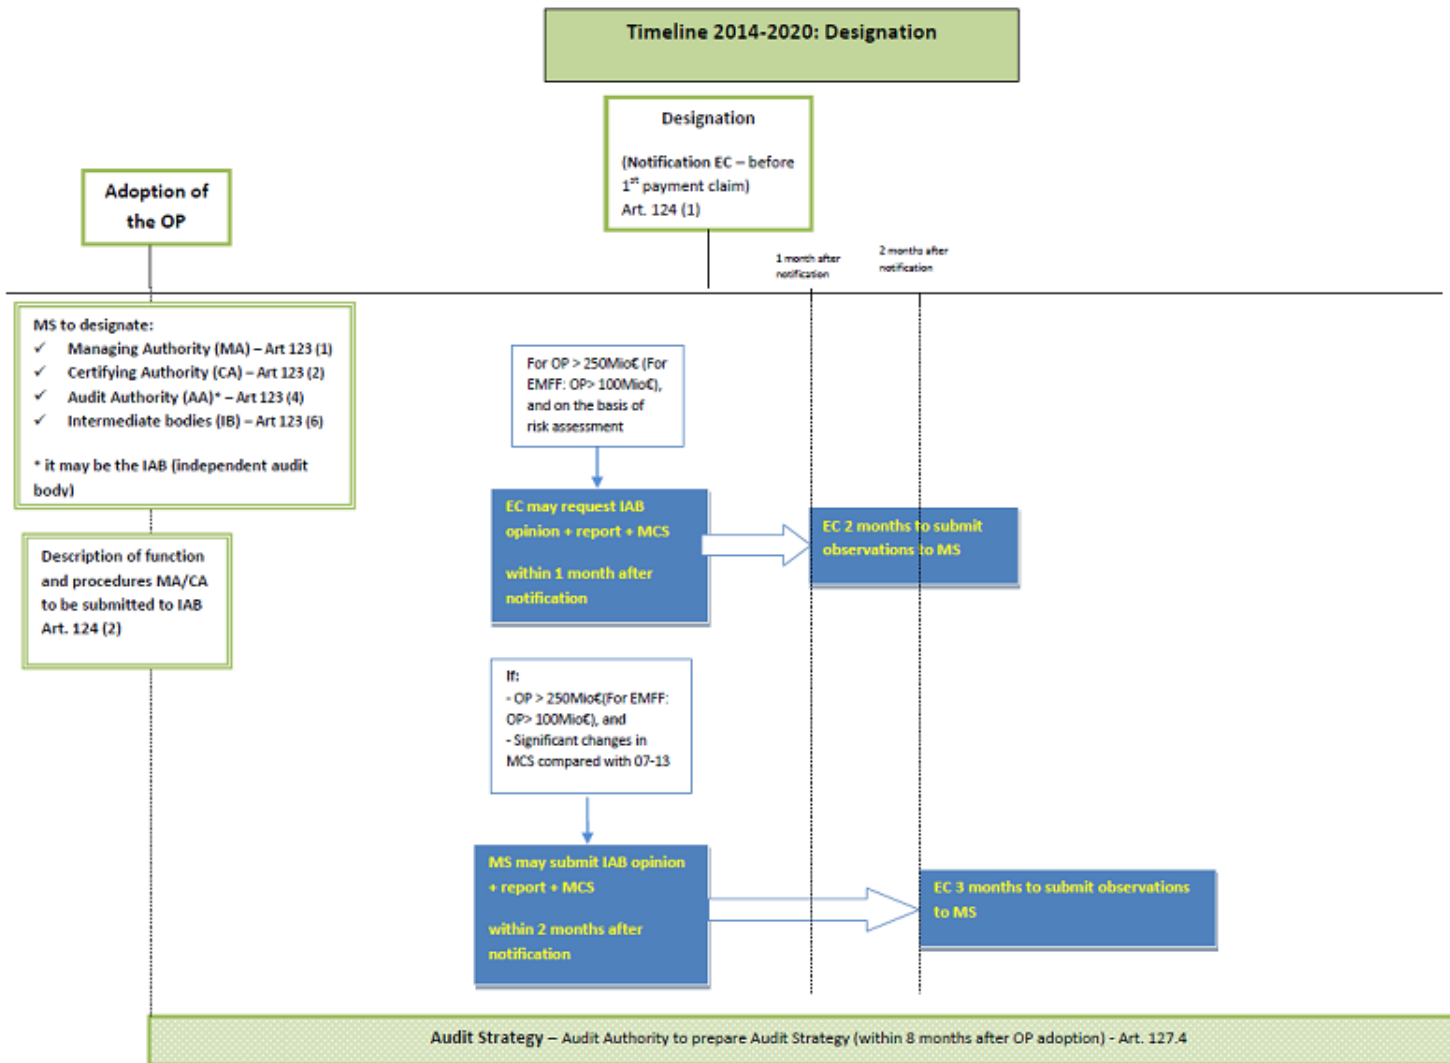 Timeline 2014-2020: Designation
Designation
(Notification EC – before
1st payment claim)
Art. 124 (1)
Adoption of
the OP
1 month after
notification
2 months after
notification
MS to designate:
✓ Managing Authority (MA) – Art 123 (1)
✓ Certifying Authority (CA) – Art 123 (2)
✓ Audit Authority (AA)* – Art 123 (4)
✓ Intermediate bodies (IB) – Art 123 (6)
* it may be the IAB (independent audit
body)
Description of function
and procedures MA/CA
to be submitted to IAB
Art. 124 (2)
For OP > 250Mio€ (For
EMFF: OP> 100Mio€),
and on the basis of
risk assessment
EC may request IAB
opinion + report + MCS
within 1 month after
notification
EC 2 months to submit
observations to MS
If:
- OP > 250Mio€(For EMFF:
OP> 100Mio€), and
- Significant changes in
MCS compared with 07-13
MS may submit IAB opinion
+ report + MCS
within 2 months after
notification
EC 3 months to submit observations
to MS
Audit Strategy – Audit Authority to prepare Audit Strategy (within 8 months after OP adoption) - Art. 127.4